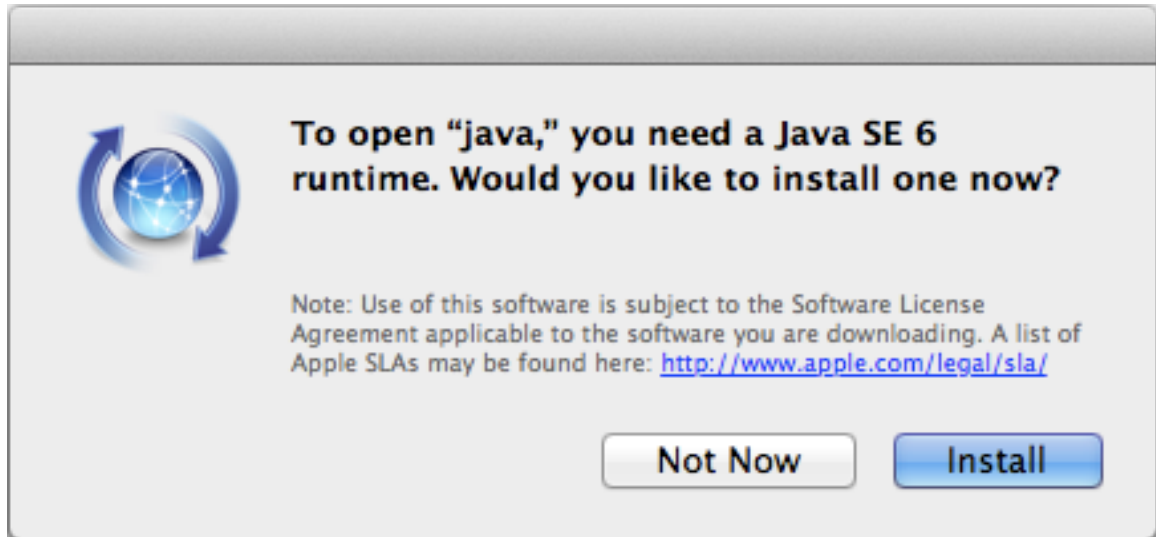 To open “java,” you need a Java SE 6
runtime. Would you like to install one now?
Note: Use of this software is subject to the Software License
Agreement applicable to the software you are downloading. A list of
Apple SLAs may be found here: http://www.apple.com/legal/sla/
Not Now
Install